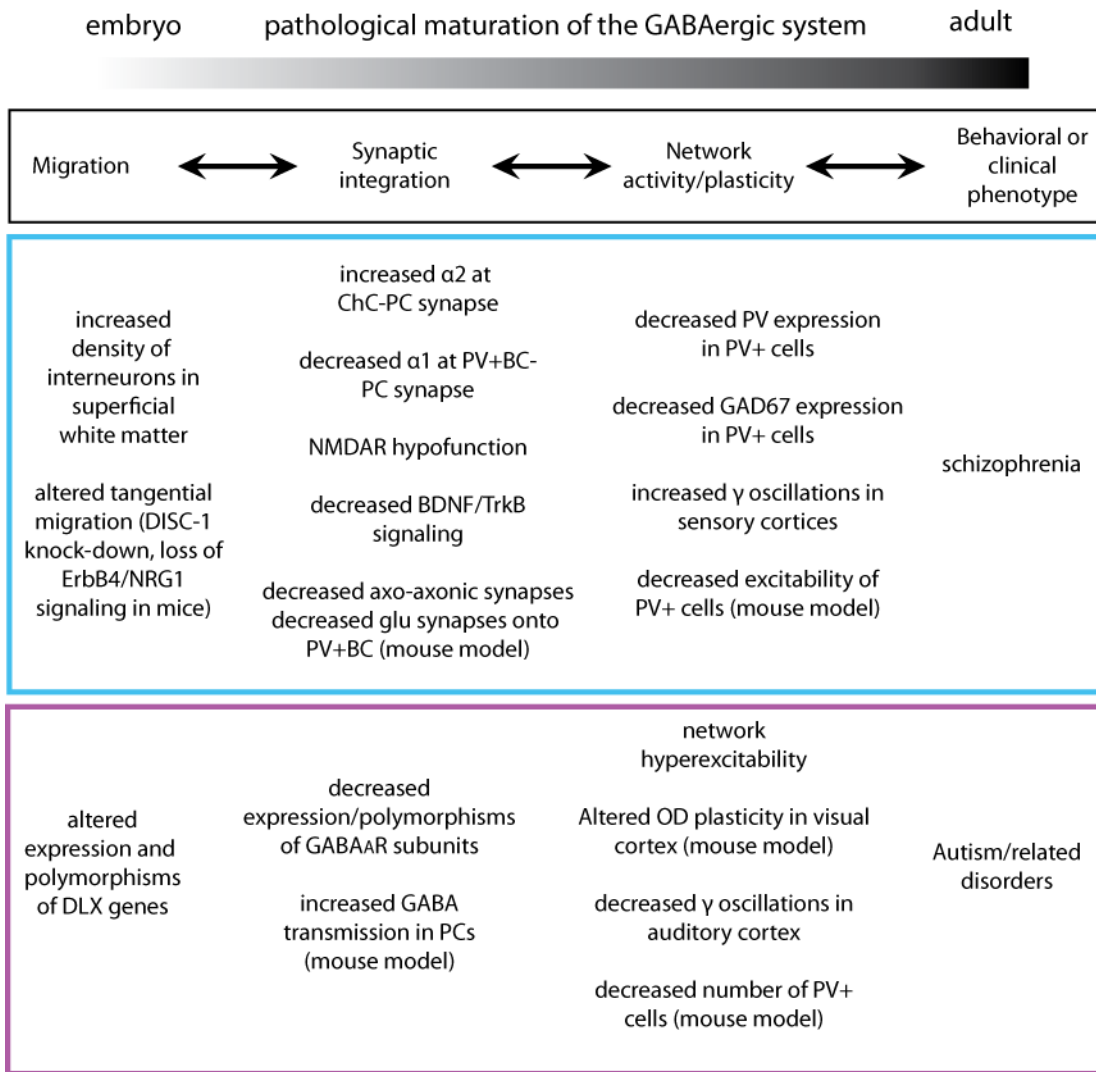 embryo
pathological maturation of the GABAergic system
adult
Migration
Synaptic
integration
Network
activity/plasticity
Behavioral or
clinical
phenotype
increased
density of
interneurons in
superficial
white matter
altered tangential
migration (DISC-1
knock-down, loss of
ErbB4/NRG1
signaling in mice)
increased α2 at
ChC-PC synapse
decreased α1 at PV+BC-
PC synapse
NMDAR hypofunction
decreased BDNF/TrkB
signaling
decreased axo-axonic synapses
decreased glu synapses onto
PV+BC (mouse model)
decreased PV expression
in PV+ cells
decreased GAD67 expression
in PV+ cells
increased γ oscillations in
sensory cortices
decreased excitability of
PV+ cells (mouse model)
schizophrenia
altered
expression and
polymorphisms
of DLX genes
decreased
expression/polymorphisms
of GABAAR subunits
increased GABA
transmission in PCs
(mouse model)
network
hyperexcitability
Altered OD plasticity in visual
cortex (mouse model)
decreased γ oscillations in
auditory cortex
decreased number of PV+
cells (mouse model)
Autism/related
disorders